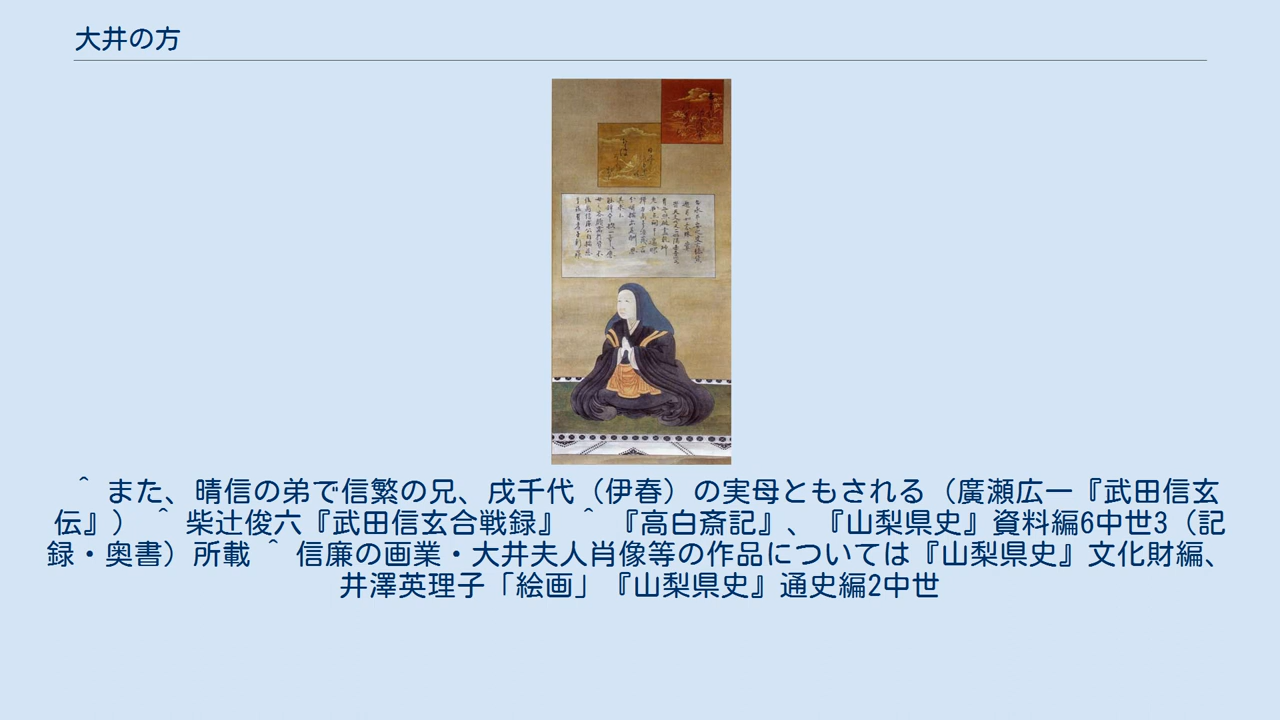 大井の方
^ また、晴信の弟で信繁の兄、戌千代（伊春）の実母ともされる（廣瀬広一『武田信玄
伝』） ^ 柴辻俊六『武田信玄合戦録』 ^ 『高白斎記』、『山梨県史』資料編6中世3（記
録・奥書）所載 ^ 信廉の画業・大井夫人肖像等の作品については『山梨県史』文化財編、
井澤英理子「絵画」『山梨県史』通史編2中世